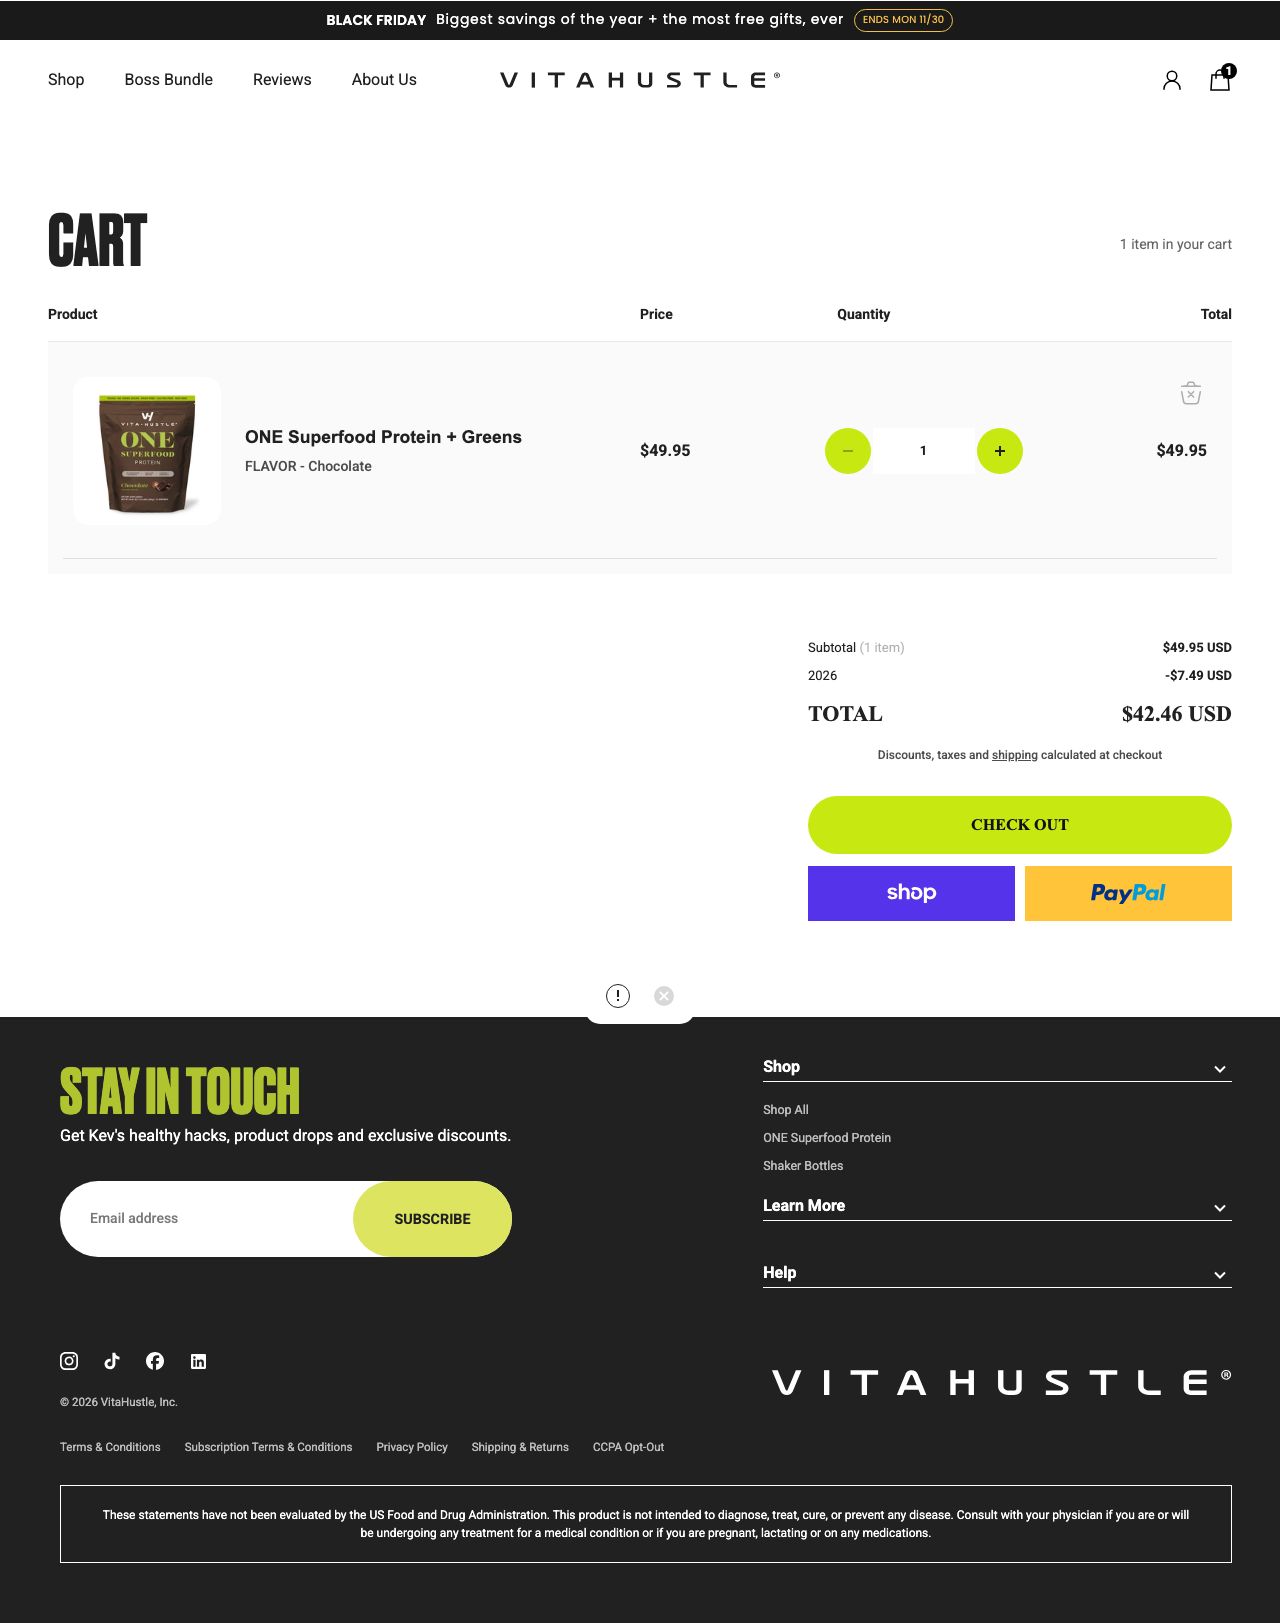 BLACK FRIDAY Biggest savings of the year + the most free gifts, ever ENDS MON 11/30
Shop Boss Bundle Reviews About Us VITAHUSTLE® 1
CART
1 item in your cart
Product Price Quantity Total
VITA·HUSTLE
ONE
SUPERFOOD
PROTEIN
Chocolate
ONE Superfood Protein + Greens
FLAVOR - Chocolate
$49.95 − 1 + $49.95
Subtotal (1 item) $49.95 USD
2026 -$7.49 USD
TOTAL $42.46 USD
Discounts, taxes and shipping calculated at checkout
CHECK OUT
shop PayPal
STAY IN TOUCH
Get Kev's healthy hacks, product drops and exclusive discounts.
Email address SUBSCRIBE
Shop
Shop All
ONE Superfood Protein
Shaker Bottles
Learn More
Help
VITAHUSTLE®
© 2026 VitaHustle, Inc.
Terms & Conditions Subscription Terms & Conditions Privacy Policy Shipping & Returns CCPA Opt-Out
These statements have not been evaluated by the US Food and Drug Administration. This product is not intended to diagnose, treat, cure, or prevent any disease. Consult with your physician if you are or will
be undergoing any treatment for a medical condition or if you are pregnant, lactating or on any medications.